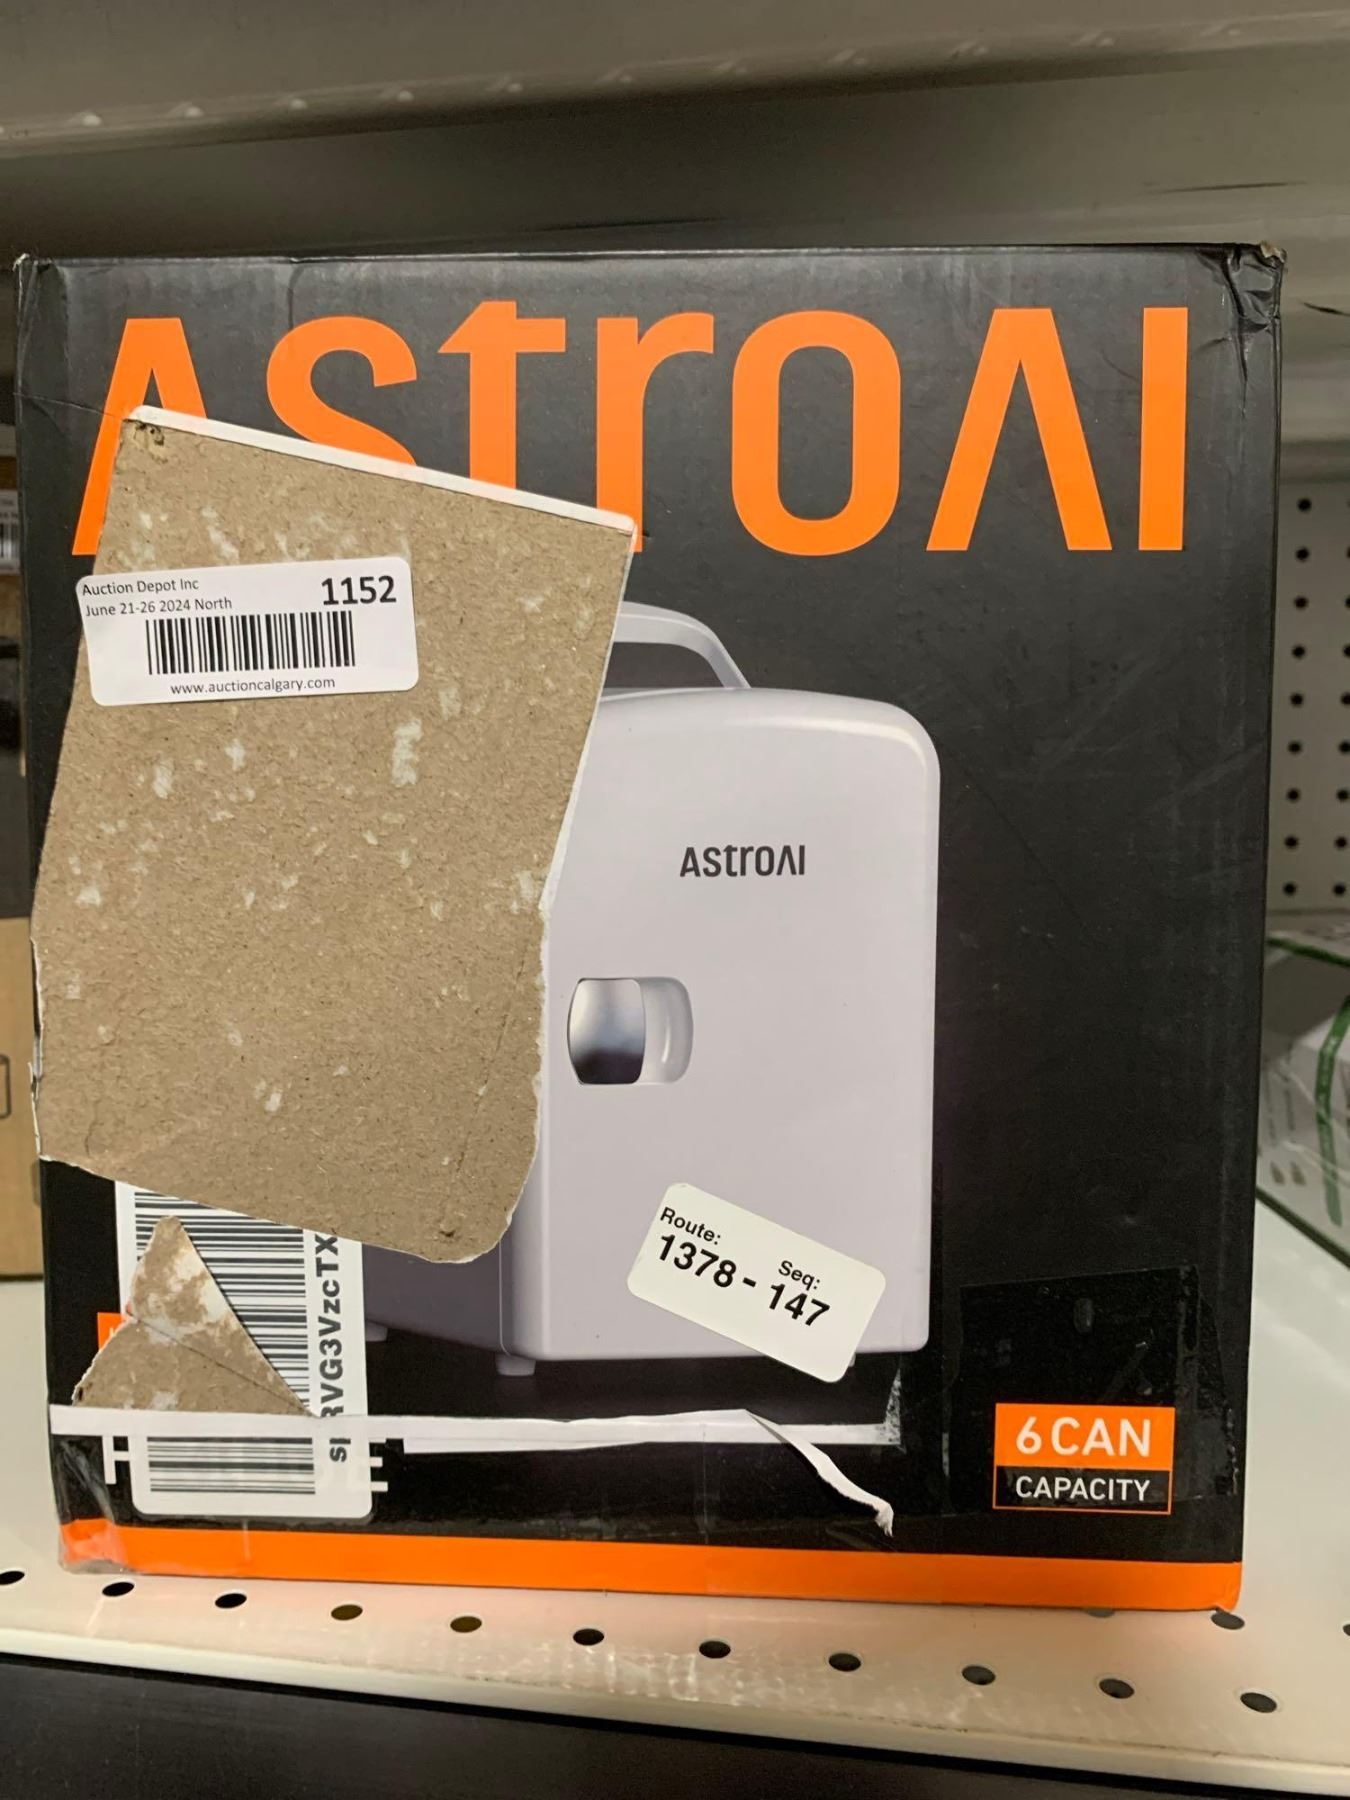 AstroAI
Auction Depot Inc
1152
June 21-26 2024 North
www.auctioncalgary.com
AstroAI
Route:
Seq:
1378 - 147
RVG3VzcTX
6 CAN
CAPACITY